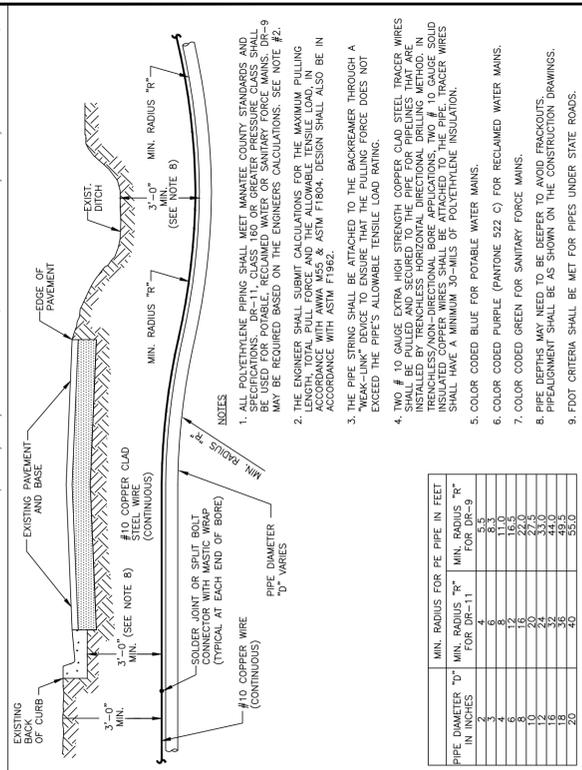 EXISTING
BACK
OF CURB
EXISTING PAVEMENT
AND BASE
EDGE OF
PAVEMENT
EXIST.
DITCH
3'-0"
MIN.
3'-0" (SEE NOTE 8)
MIN.
#10 COPPER CLAD
STEEL WIRE
(CONTINUOUS)
MIN. RADIUS "R"
3'-0"
MIN.
(SEE NOTE 8)
MIN. RADIUS "R"
#10 COPPER WIRE
(CONTINUOUS)
SOLDER JOINT OR SPLIT BOLT
CONNECTOR WITH MASTIC WRAP
(TYPICAL AT EACH END OF BORE)
PIPE DIAMETER
"D" VARIES
MIN. RADIUS "R"
NOTES
1. ALL POLYETHYLENE PIPING SHALL MEET MANATEE COUNTY STANDARDS AND
SPECIFICATIONS. DR-11, CLASS 160 OR GREATER PRESSURE CLASS SHALL
BE USED FOR POTABLE, RECLAIMED WATER OR SANITARY FORCE MAINS. DR-9
MAY BE REQUIRED BASED ON THE ENGINEERS CALCULATIONS. SEE NOTE #2.
2. THE ENGINEER SHALL SUBMIT CALCULATIONS FOR THE MAXIMUM PULLING
LENGTH, TOTAL PULL FORCE AND THE ALLOWABLE TENSILE LOAD, IN
ACCORDANCE WITH AWWA M55 & ASTM F1804. DESIGN SHALL ALSO BE IN
ACCORDANCE WITH ASTM F1962.
3. THE PIPE STRING SHALL BE ATTACHED TO THE BACKREAMER THROUGH A
"WEAK-LINK" DEVICE TO ENSURE THAT THE PULLING FORCE DOES NOT
EXCEED THE PIPE'S ALLOWABLE TENSILE LOAD RATING.
4. TWO # 10 GAUGE EXTRA HIGH STRENGTH COPPER CLAD STEEL TRACER WIRES
SHALL BE PULLED AND SECURED TO THE PIPE FOR PIPELINES THAT ARE
INSTALLED BY TRENCHLESS HORIZONTAL DIRECTIONAL DRILLING METHOD. IN
TRENCHLESS/NON-DIRECTIONAL BORE APPLICATIONS, TWO # 10 GAUGE SOLID
INSULATED COPPER WIRES SHALL BE ATTACHED TO THE PIPE. TRACER WIRES
SHALL HAVE A MINIMUM 30-MILS OF POLYETHYLENE INSULATION.
5. COLOR CODED BLUE FOR POTABLE WATER MAINS.
6. COLOR CODED PURPLE (PANTONE 522 C) FOR RECLAIMED WATER MAINS.
7. COLOR CODED GREEN FOR SANITARY FORCE MAINS.
8. PIPE DEPTHS MAY NEED TO BE DEEPER TO AVOID FRACKOUTS.
PIPEALIGNMENT SHALL BE AS SHOWN ON THE CONSTRUCTION DRAWINGS.
9. FDOT CRITERIA SHALL BE MET FOR PIPES UNDER STATE ROADS.
MIN. RADIUS FOR PE PIPE IN FEET
PIPE DIAMETER "D" MIN. RADIUS "R" MIN. RADIUS "R"
IN INCHES FOR DR-11 FOR DR-9
2 4 5.5
3 6 8.3
4 8 11.0
6 12 16.5
8 16 22.0
10 20 27.5
12 24 33.0
16 32 44.0
18 36 49.5
20 40 55.0